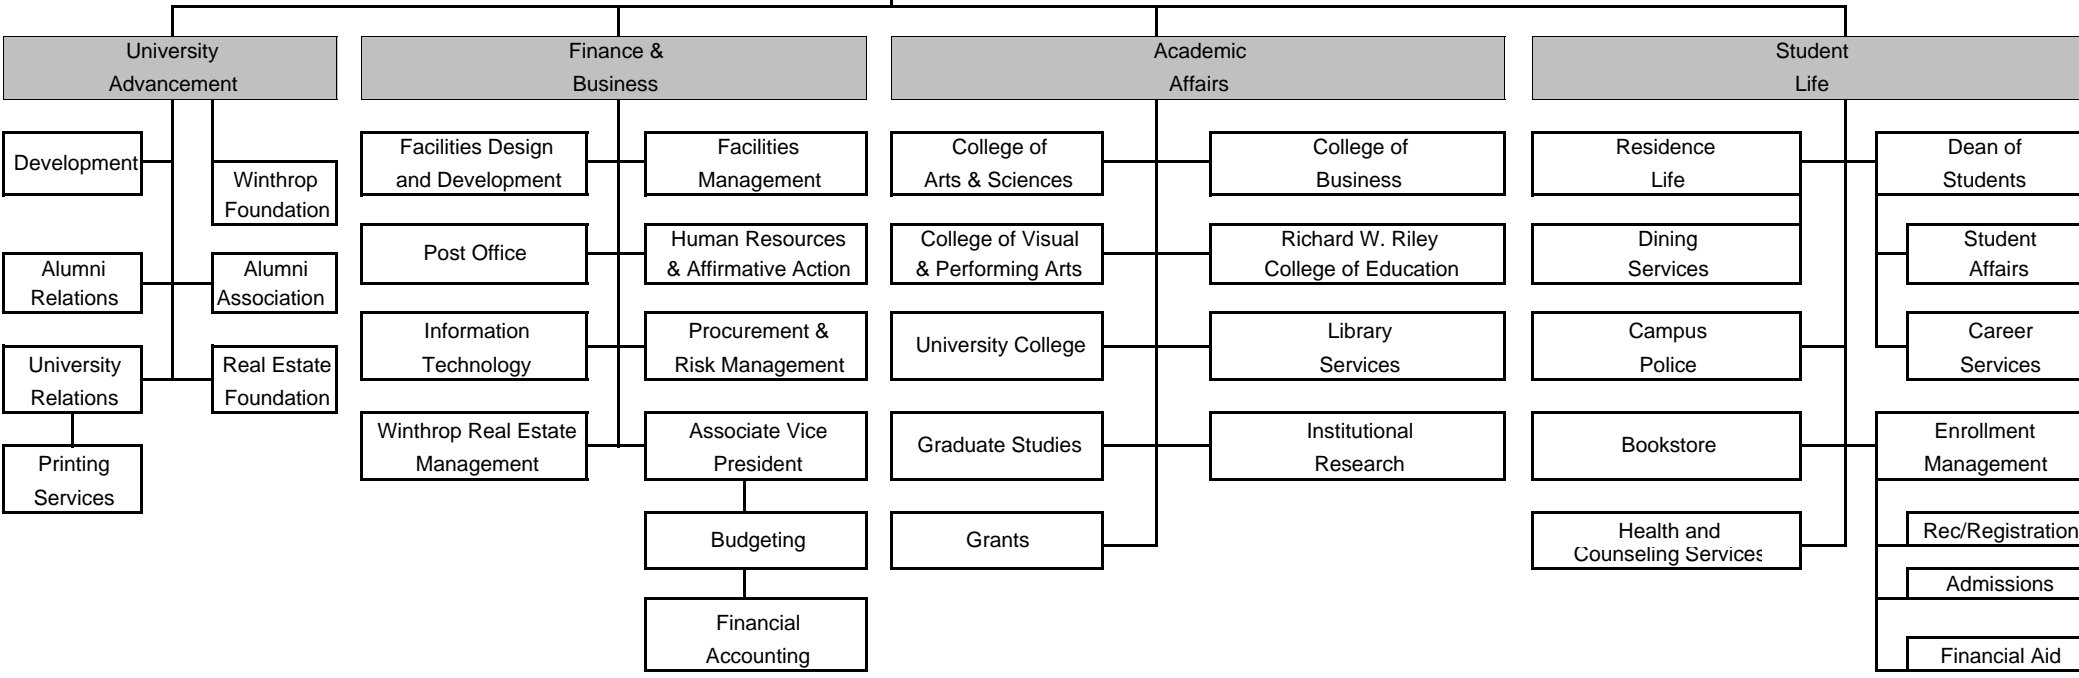 University
Advancement
Finance &
Business
Academic
Affairs
Student
Life
Development
Winthrop
Foundation
Alumni
Relations
Alumni
Association
University
Relations
Real Estate
Foundation
Printing
Services
Facilities Design
and Development
Facilities
Management
Post Office
Human Resources
& Affirmative Action
Information
Technology
Procurement &
Risk Management
Winthrop Real Estate
Management
Associate Vice
President
Budgeting
Financial
Accounting
College of
Arts & Sciences
College of
Business
College of Visual
& Performing Arts
Richard W. Riley
College of Education
University College
Library
Services
Graduate Studies
Institutional
Research
Grants
Residence
Life
Dean of
Students
Dining
Services
Student
Affairs
Campus
Police
Career
Services
Bookstore
Enrollment
Management
Health and
Counseling Services
Rec/Registration
Admissions
Financial Aid